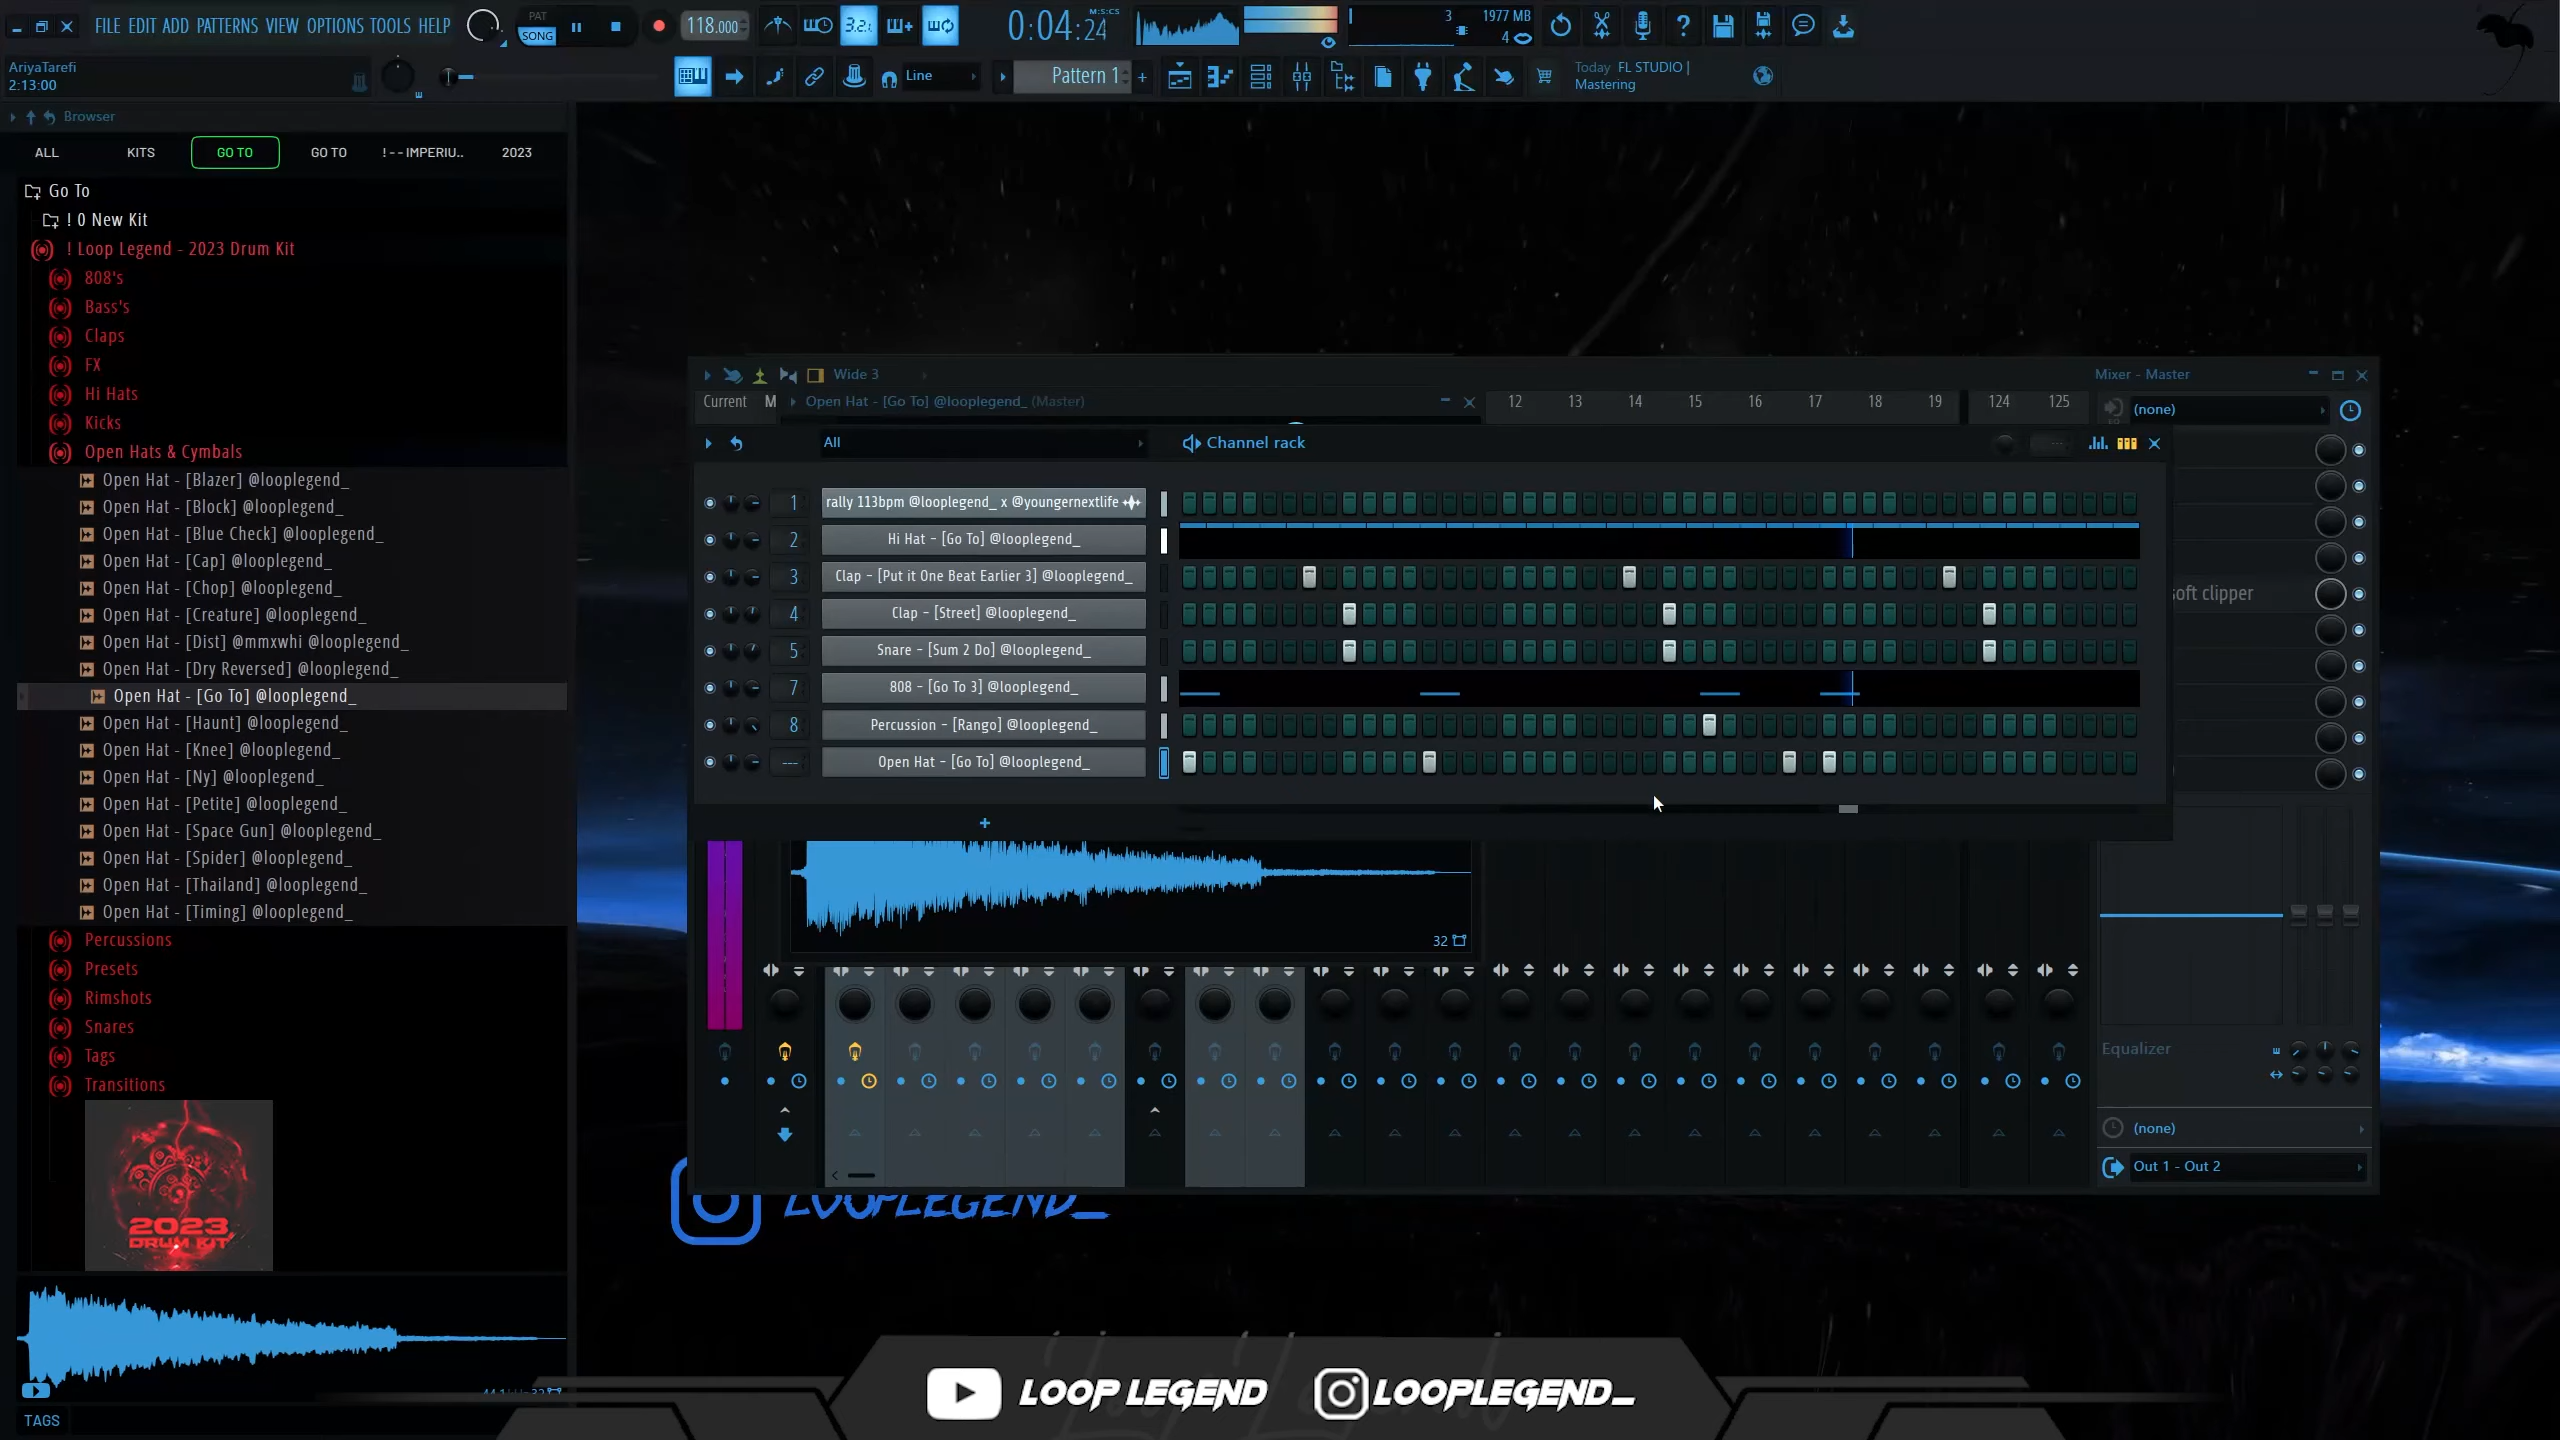 FILE EDIT ADD PATTERNS VIEW OPTIONS TOOLS HELP
PAT
SONG
118.000
3.2.1
0:04:24
M:S:CS
3
1977 MB
4
AriyaTarefi
2:13:00
Line
Pattern 1
Today FL STUDIO |
Mastering
Browser
ALL
KITS
GO TO
GO TO
!--IMPERIU..
2023
Go To
! 0 New Kit
! Loop Legend - 2023 Drum Kit
808's
Bass's
Claps
FX
Hi Hats
Kicks
Open Hats & Cymbals
Open Hat - [Blazer] @looplegend_
Open Hat - [Block] @looplegend_
Open Hat - [Blue Check] @looplegend_
Open Hat - [Cap] @looplegend_
Open Hat - [Chop] @looplegend_
Open Hat - [Creature] @looplegend_
Open Hat - [Dist] @mmxwhi @looplegend_
Open Hat - [Dry Reversed] @looplegend_
Open Hat - [Go To] @looplegend_
Open Hat - [Haunt] @looplegend_
Open Hat - [Knee] @looplegend_
Open Hat - [Ny] @looplegend_
Open Hat - [Petite] @looplegend_
Open Hat - [Space Gun] @looplegend_
Open Hat - [Spider] @looplegend_
Open Hat - [Thailand] @looplegend_
Open Hat - [Timing] @looplegend_
Percussions
Presets
Rimshots
Snares
Tags
Transitions
2023
DRUM KIT
TAGS
Wide 3
Mixer - Master
Current
M
Open Hat - [Go To] @looplegend_ (Master)
12 13 14 15 16 17 18 19 124 125
(none)
All
Channel rack
1 rally 113bpm @looplegend_ x @youngernextlife
2 Hi Hat - [Go To] @looplegend_
3 Clap - [Put it One Beat Earlier 3] @looplegend_
4 Clap - [Street] @looplegend_
5 Snare - [Sum 2 Do] @looplegend_
7 808 - [Go To 3] @looplegend_
8 Percussion - [Rango] @looplegend_
--- Open Hat - [Go To] @looplegend_
soft clipper
+
32
Equalizer
(none)
Out 1 - Out 2
LOOPLEGEND_
LOOP LEGEND
LOOPLEGEND_